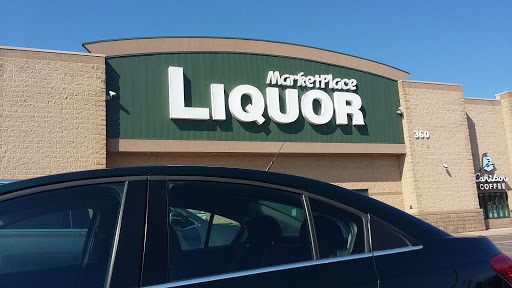 MarketPlace
LIQUOR
360
Caribou
COFFEE